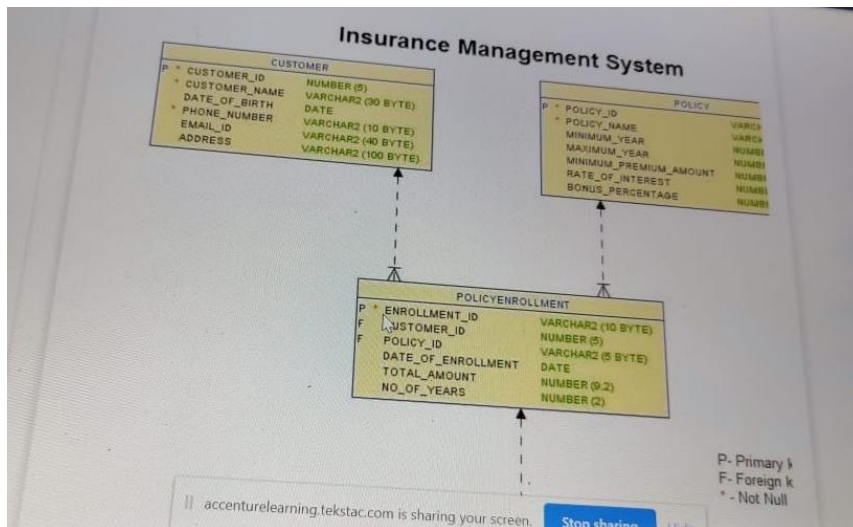 Insurance Management System
CUSTOMER
P * CUSTOMER_ID NUMBER (5)
* CUSTOMER_NAME VARCHAR2 (30 BYTE)
DATE_OF_BIRTH DATE
* PHONE_NUMBER VARCHAR2 (10 BYTE)
EMAIL_ID VARCHAR2 (40 BYTE)
ADDRESS VARCHAR2 (100 BYTE)
POLICY
P * POLICY_ID
* POLICY_NAME
MINIMUM_YEAR
MAXIMUM_YEAR
MINIMUM_PREMIUM_AMOUNT
RATE_OF_INTEREST
BONUS_PERCENTAGE
POLICYENROLLMENT
P * ENROLLMENT_ID VARCHAR2 (10 BYTE)
F CUSTOMER_ID NUMBER (5)
F POLICY_ID VARCHAR2 (5 BYTE)
DATE_OF_ENROLLMENT DATE
TOTAL_AMOUNT NUMBER (9.2)
NO_OF_YEARS NUMBER (2)
P- Primary k
F- Foreign k
* - Not Null
accenturelearning.tekstac.com is sharing your screen.
Stop sharing